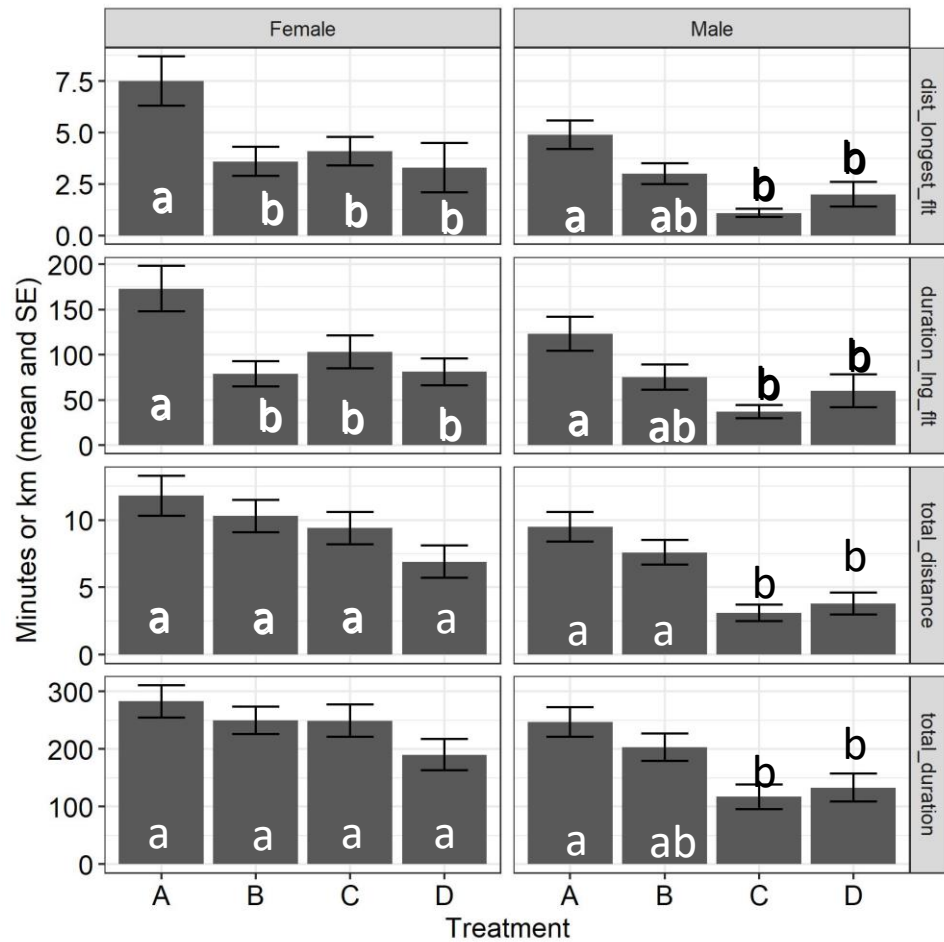 Female
Male
7.5
5.0
2.5
0.0
a
b
b
b
a
ab
b
b
dist_longest_flt
200
150
100
50
0
a
b
b
b
a
ab
b
b
duration_lng_flt
10
5
0
a
a
a
a
a
a
b
b
total_distance
300
200
100
0
a
a
a
a
a
ab
b
b
total_duration
Minutes or km (mean and SE)
A B C D
A B C D
Treatment